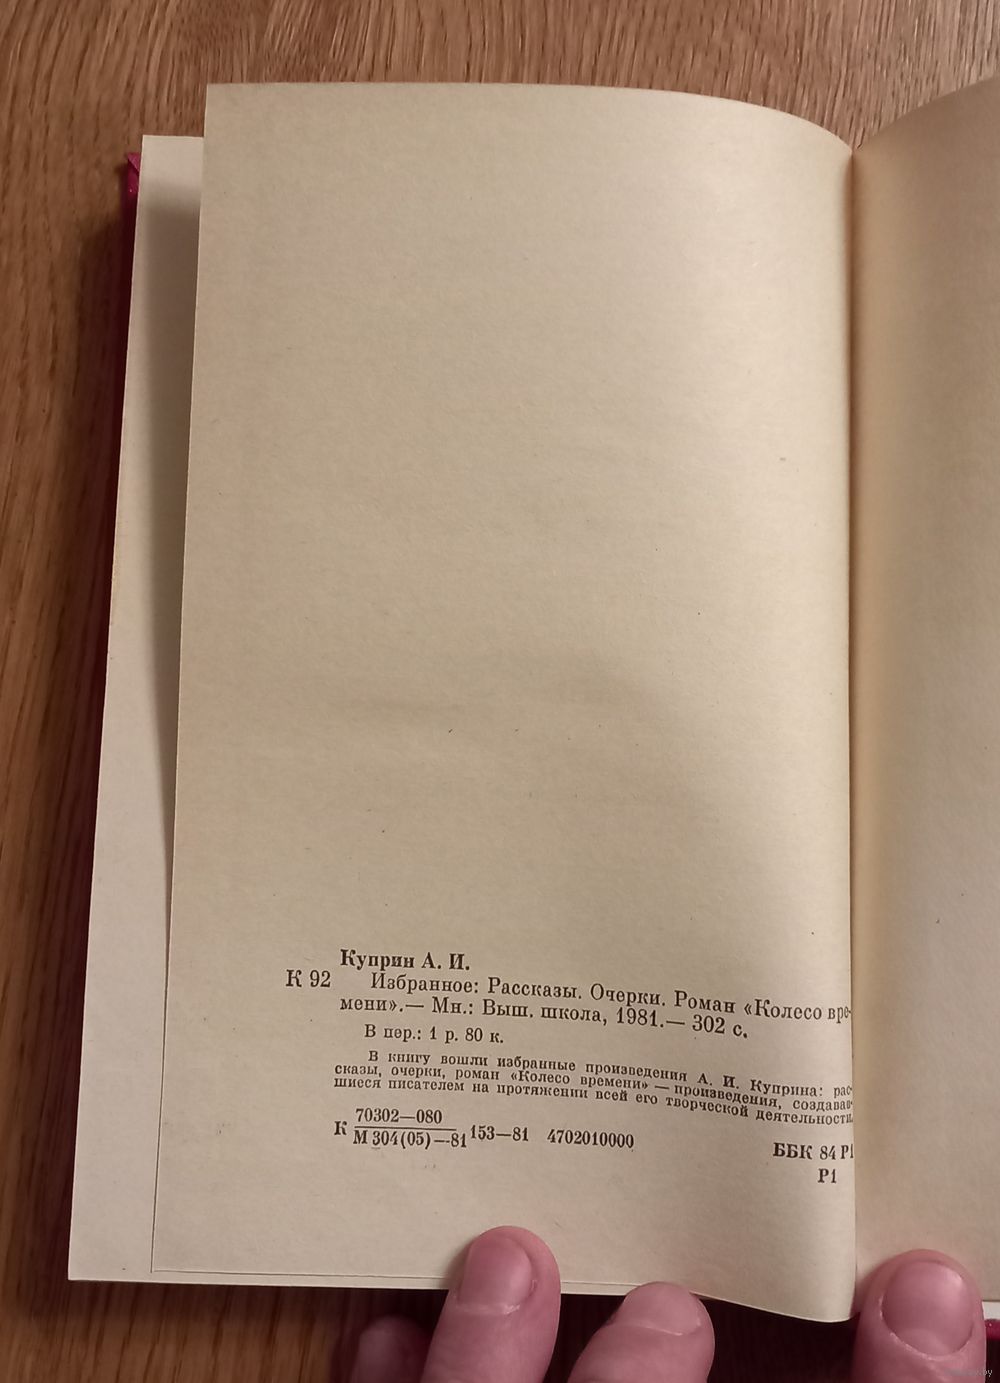 Куприн А. И.
К 92 Избранное: Рассказы. Очерки. Роман «Колесо вре-
мени».— Мн.: Выш. школа, 1981.— 302 с.
В пер.: 1 р. 80 к.
В книгу вошли избранные произведения А. И. Куприна: рас-
сказы, очерки, роман «Колесо времени» — произведения, создавав-
шиеся писателем на протяжении всей его творческой деятельности.
70302—080
К М 304(05)—81 153—81 4702010000
ББК 84 Р1
Р1